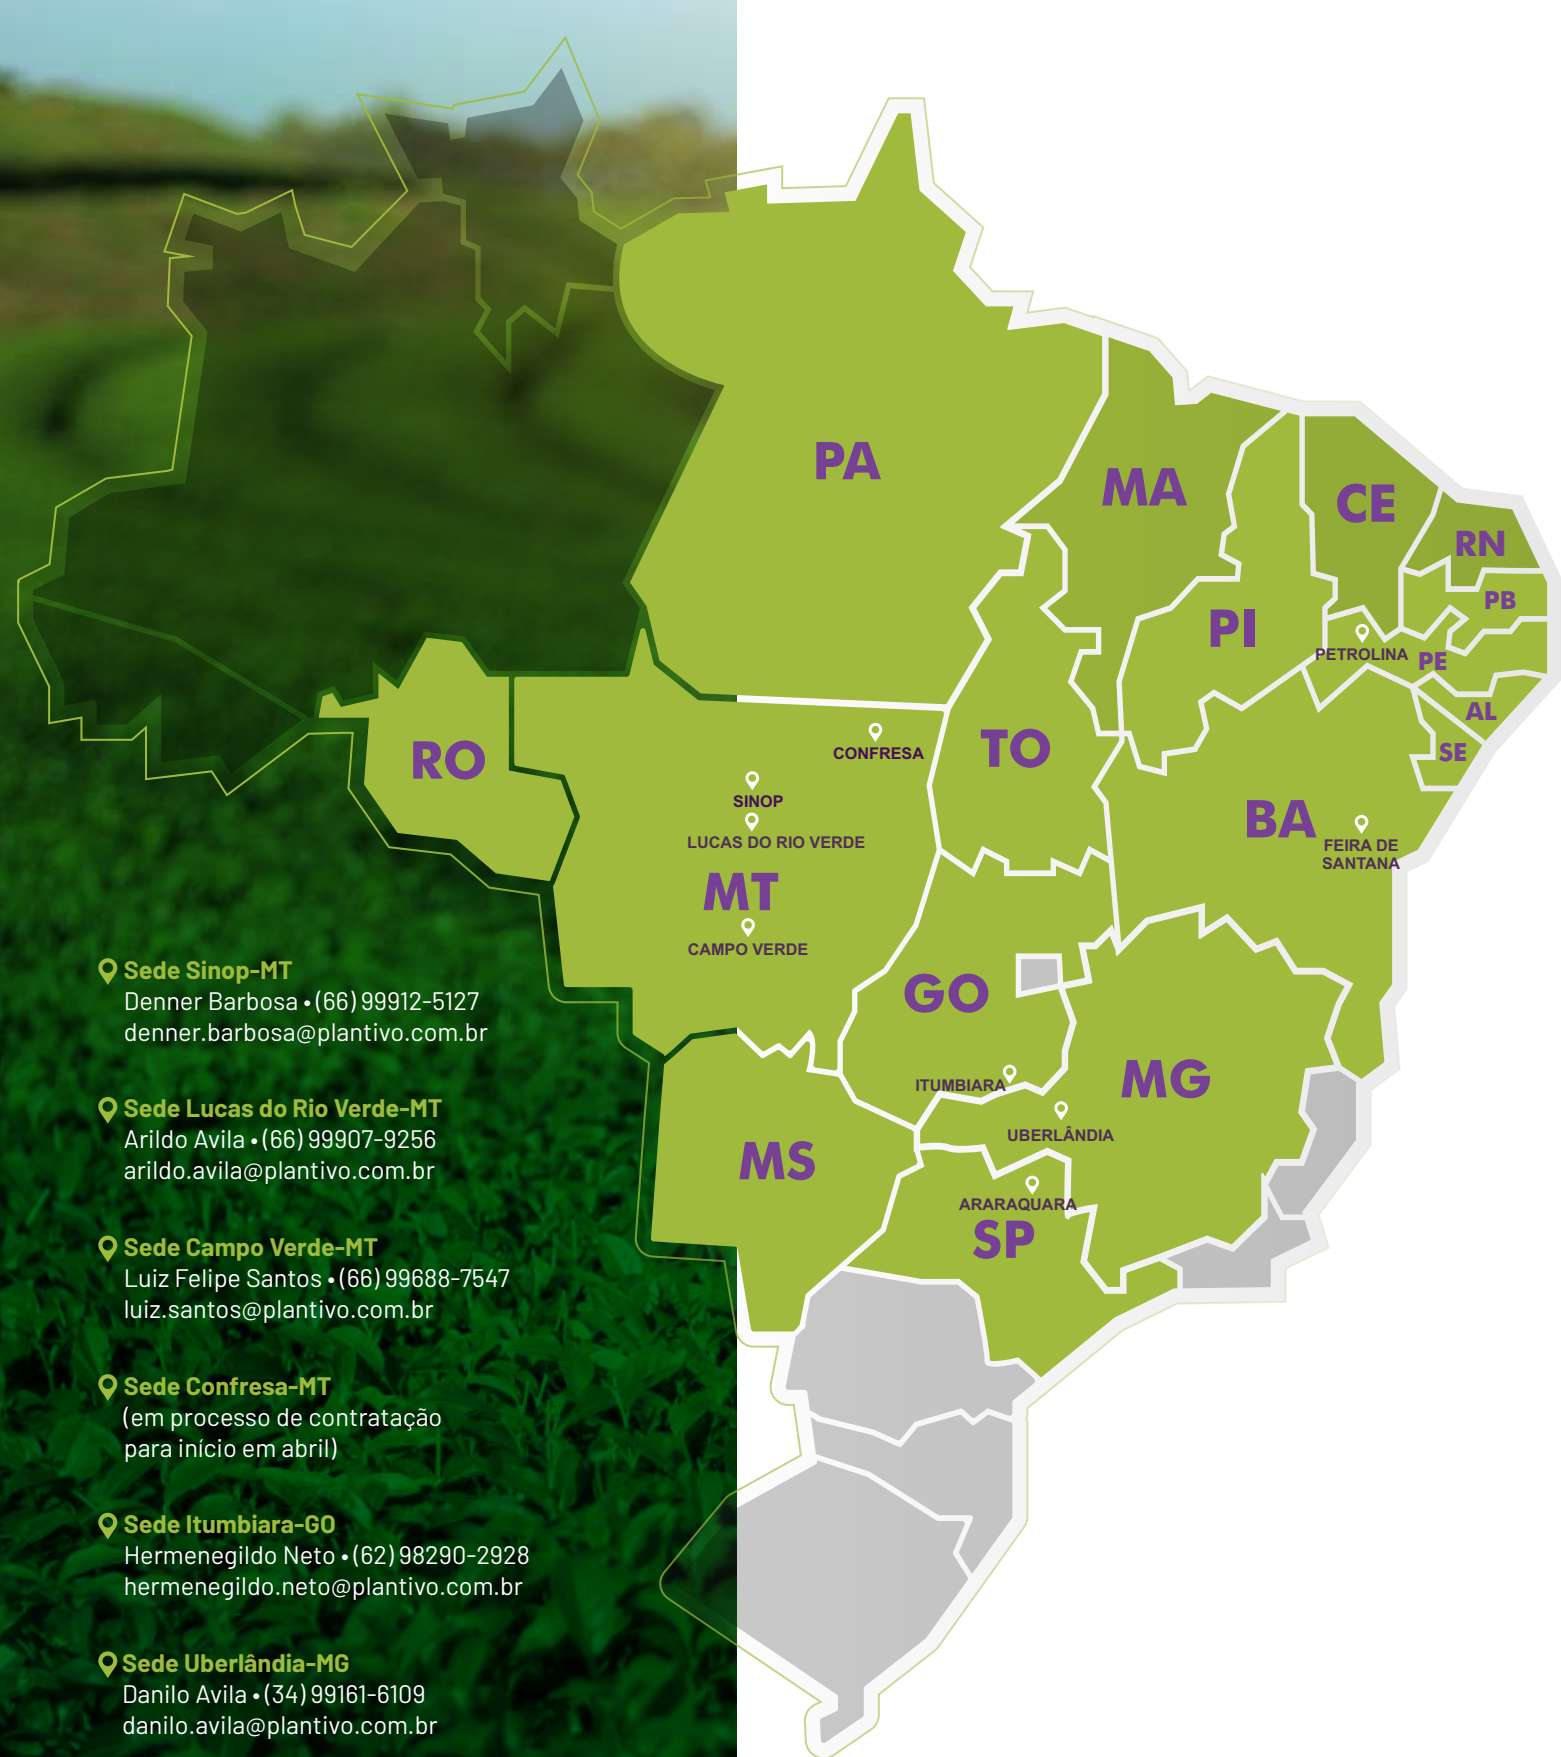 PA
MA
CE
RN
PB
PI
PETROLINA
PE
AL
SE
TO
CONFRESA
RO
SINOP
LUCAS DO RIO VERDE
BA
FEIRA DE
SANTANA
MT
CAMPO VERDE
GO
ITUMBIARA
MG
UBERLÂNDIA
MS
ARARAQUARA
SP
Sede Sinop-MT
Denner Barbosa • (66) 99912-5127
denner.barbosa@plantivo.com.br
Sede Lucas do Rio Verde-MT
Arildo Avila • (66) 99907-9256
arildo.avila@plantivo.com.br
Sede Campo Verde-MT
Luiz Felipe Santos • (66) 99688-7547
luiz.santos@plantivo.com.br
Sede Confresa-MT
(em processo de contratação
para início em abril)
Sede Itumbiara-GO
Hermenegildo Neto • (62) 98290-2928
hermenegildo.neto@plantivo.com.br
Sede Uberlândia-MG
Danilo Avila • (34) 99161-6109
danilo.avila@plantivo.com.br